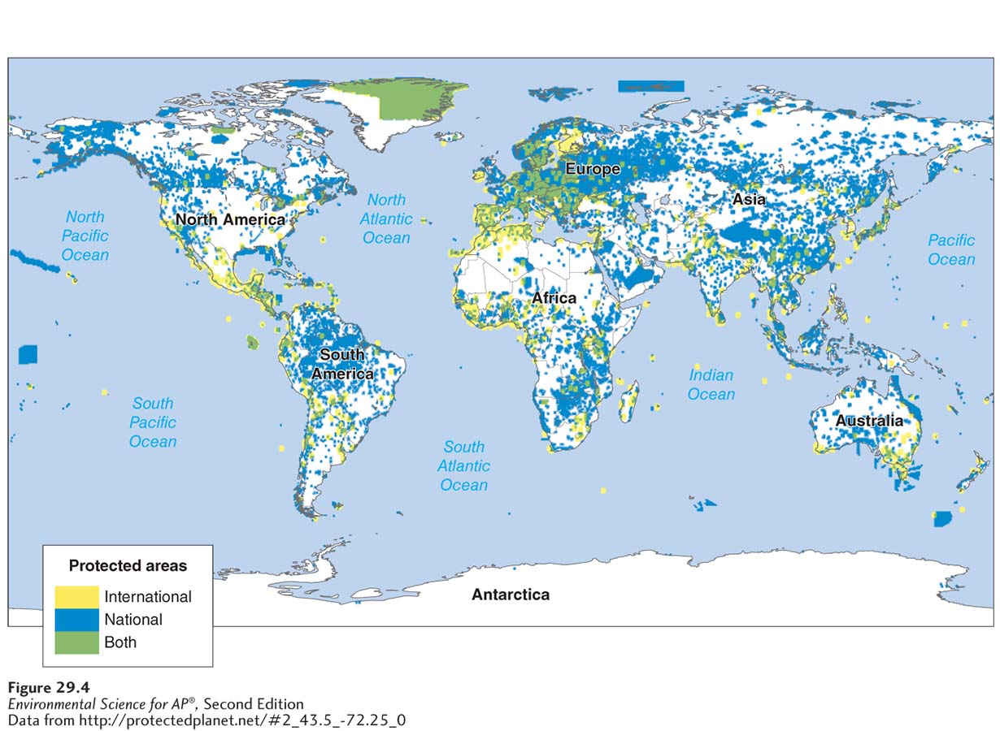 North America
Europe
Asia
North
Pacific
Ocean
North
Atlantic
Ocean
Pacific
Ocean
Africa
South
America
Indian
Ocean
South
Pacific
Ocean
Australia
South
Atlantic
Ocean
Antarctica
Protected areas
International
National
Both
Figure 29.4
Environmental Science for AP®, Second Edition
Data from http://protectedplanet.net/#2_43.5_-72.25_0